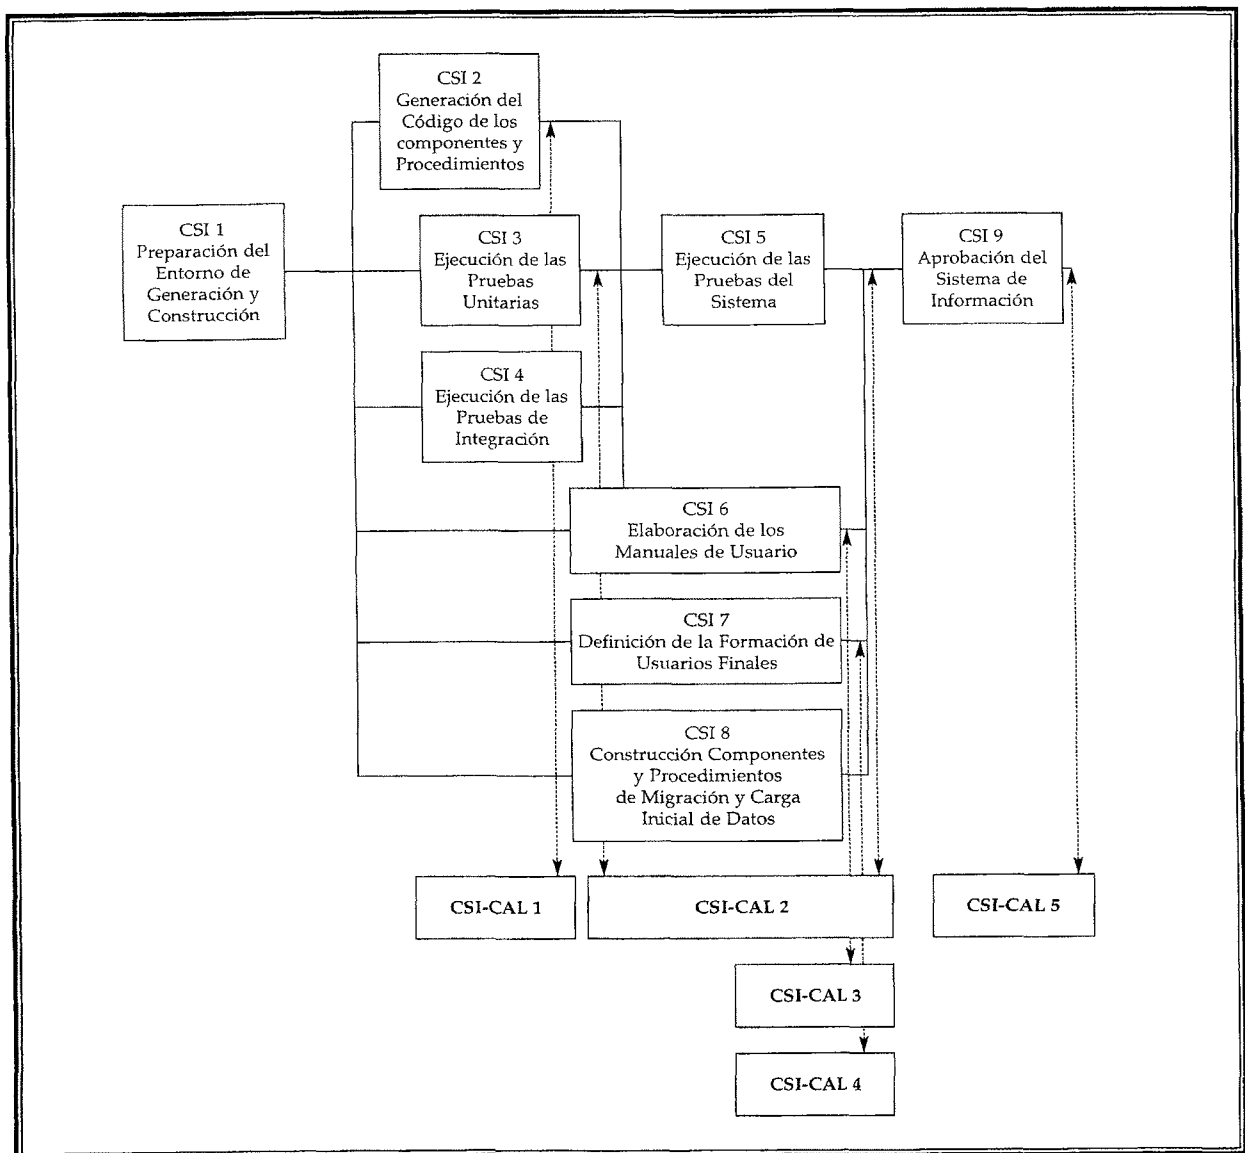 CSI 2
Generación del
Código de los
componentes y
Procedimientos
CSI 1
Preparación del
Entorno de
Generación y
Construcción
CSI 3
Ejecución de las
Pruebas
Unitarias
CSI 5
Ejecución de las
Pruebas del
Sistema
CSI 9
Aprobación del
Sistema de
Información
CSI 4
Ejecución de las
Pruebas de
Integración
CSI 6
Elaboración de los
Manuales de Usuario
CSI 7
Definición de la Formación de
Usuarios Finales
CSI 8
Construcción Componentes
y Procedimientos
de Migración y Carga
Inicial de Datos
CSI-CAL 1
CSI-CAL 2
CSI-CAL 5
CSI-CAL 3
CSI-CAL 4